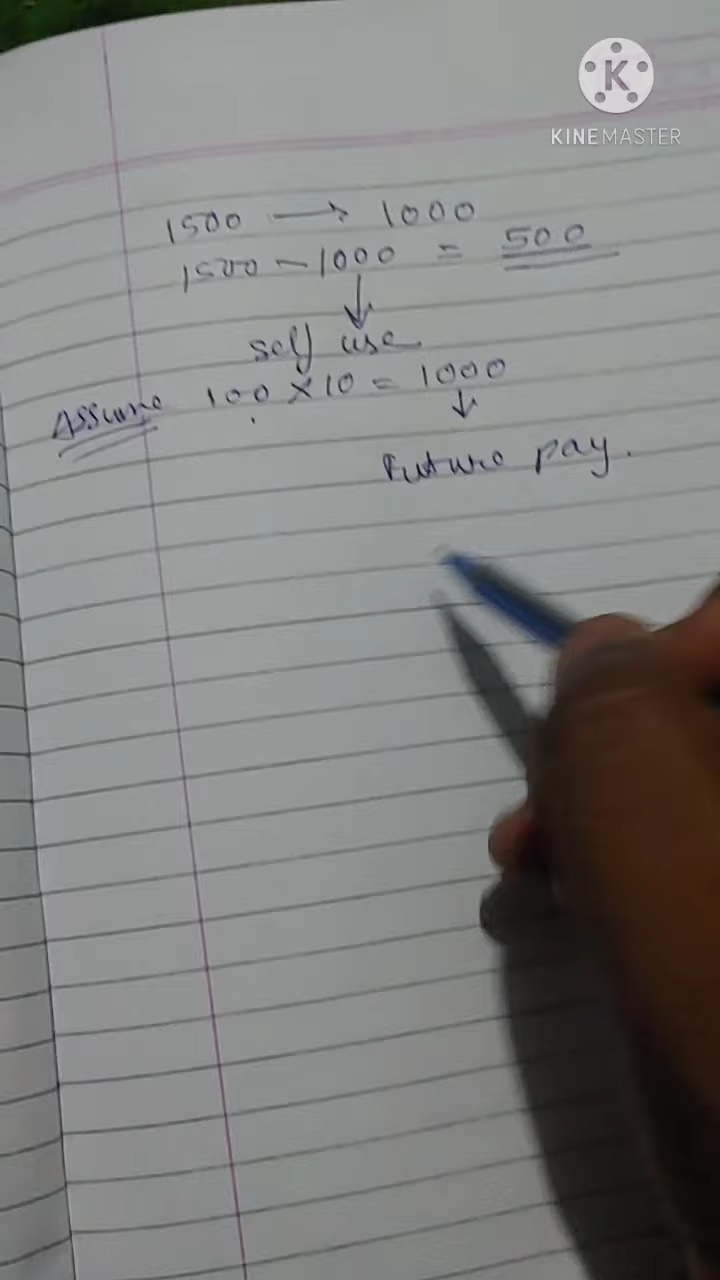 K
KINEMASTER
1500 → 1000
1500 - 1000 = 500
↓
self use.
Assume 100 × 10 = 1000
↓
Future pay.